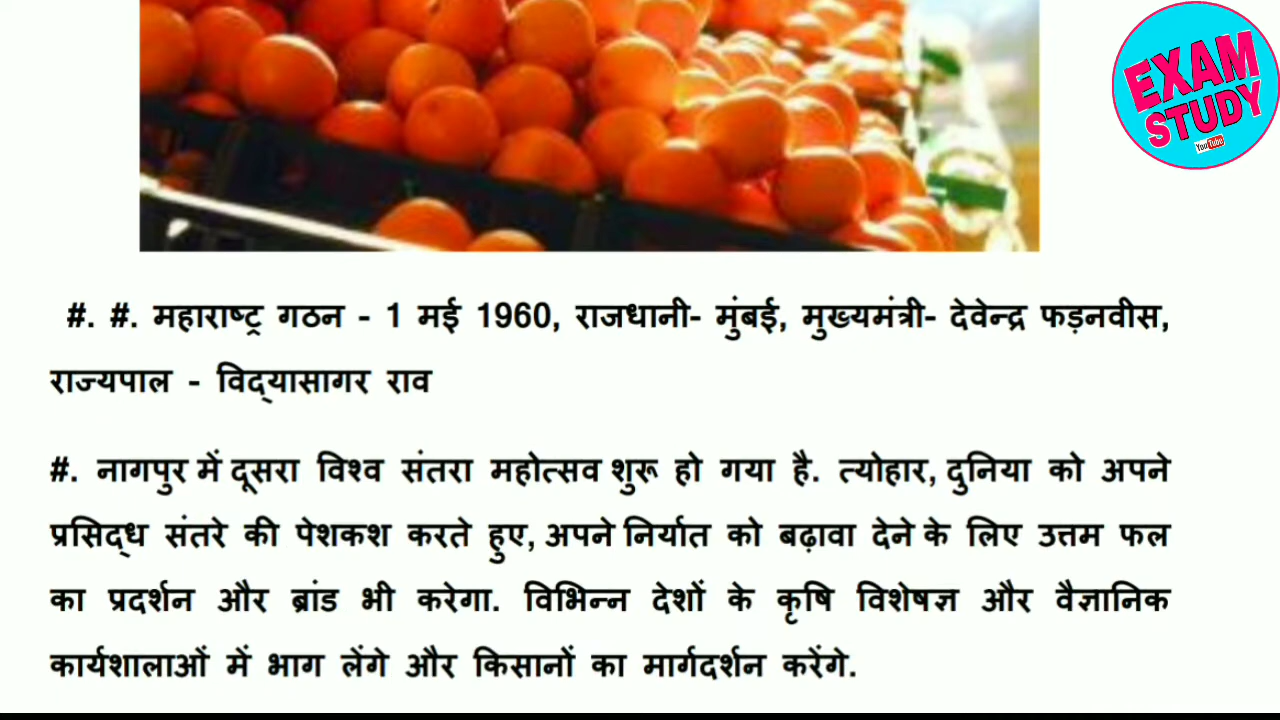 EXAM
STUDY
YouTube
#. #. महाराष्ट्र गठन - 1 मई 1960, राजधानी- मुंबई, मुख्यमंत्री- देवेन्द्र फड़नवीस,
राज्यपाल - विद्यासागर राव
#. नागपुर में दूसरा विश्व संतरा महोत्सव शुरू हो गया है. त्योहार, दुनिया को अपने
प्रसिद्ध संतरे की पेशकश करते हुए, अपने निर्यात को बढ़ावा देने के लिए उत्तम फल
का प्रदर्शन और ब्रांड भी करेगा. विभिन्न देशों के कृषि विशेषज्ञ और वैज्ञानिक
कार्यशालाओं में भाग लेंगे और किसानों का मार्गदर्शन करेंगे.